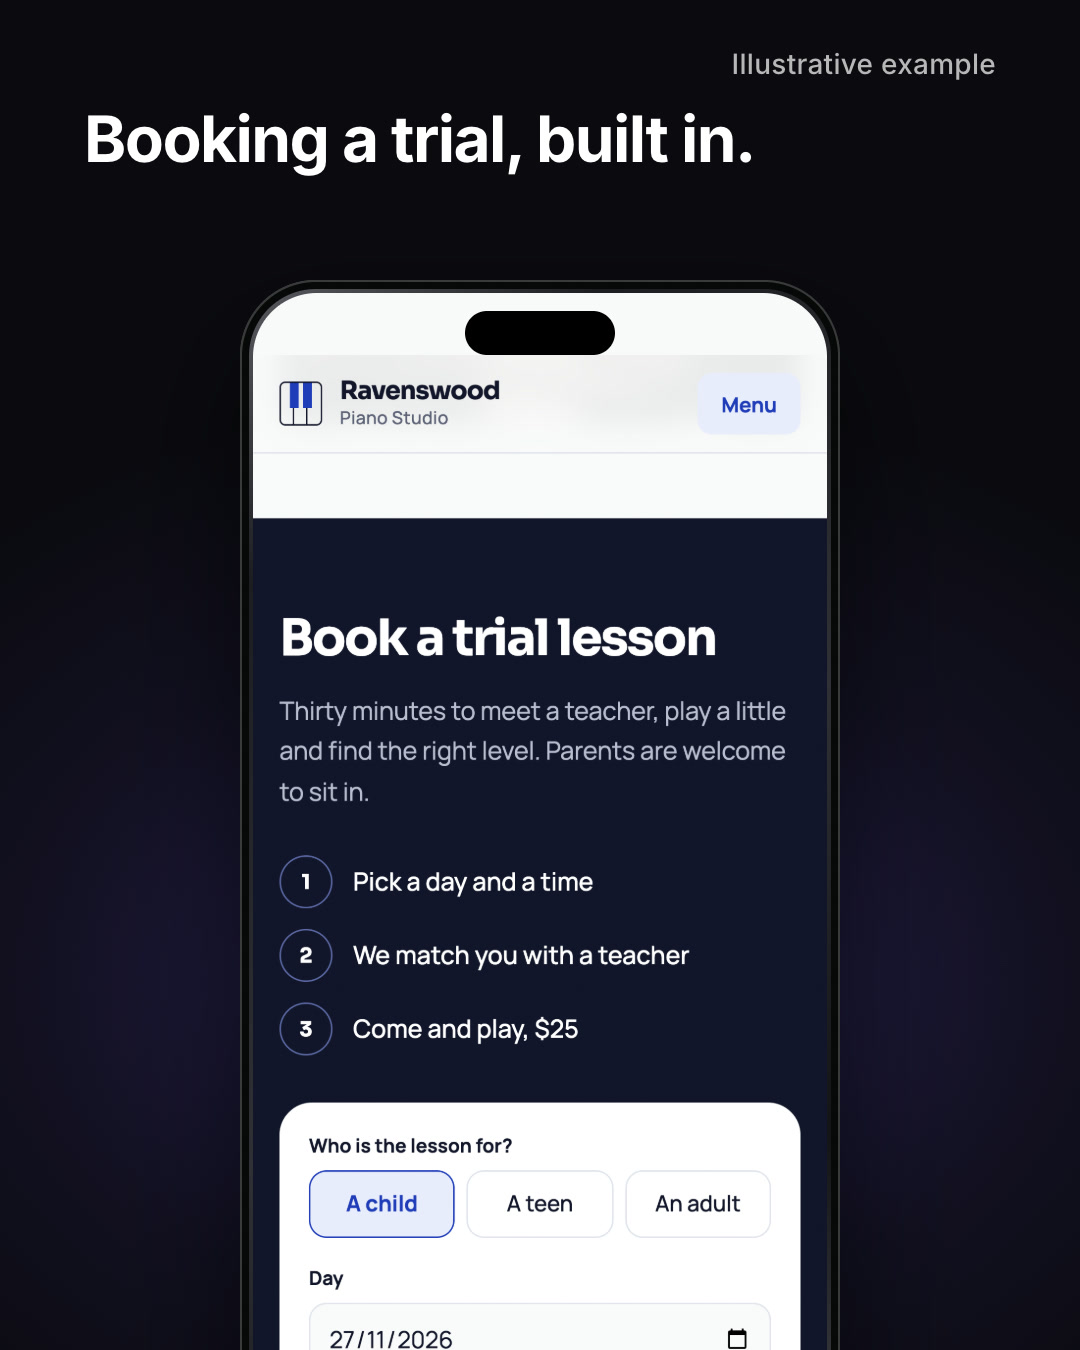 Illustrative example
Booking a trial, built in.
Ravenswood
Piano Studio
Menu
Book a trial lesson
Thirty minutes to meet a teacher, play a little
and find the right level. Parents are welcome
to sit in.
1 Pick a day and a time
2 We match you with a teacher
3 Come and play, $25
Who is the lesson for?
A child A teen An adult
Day
27/11/2026